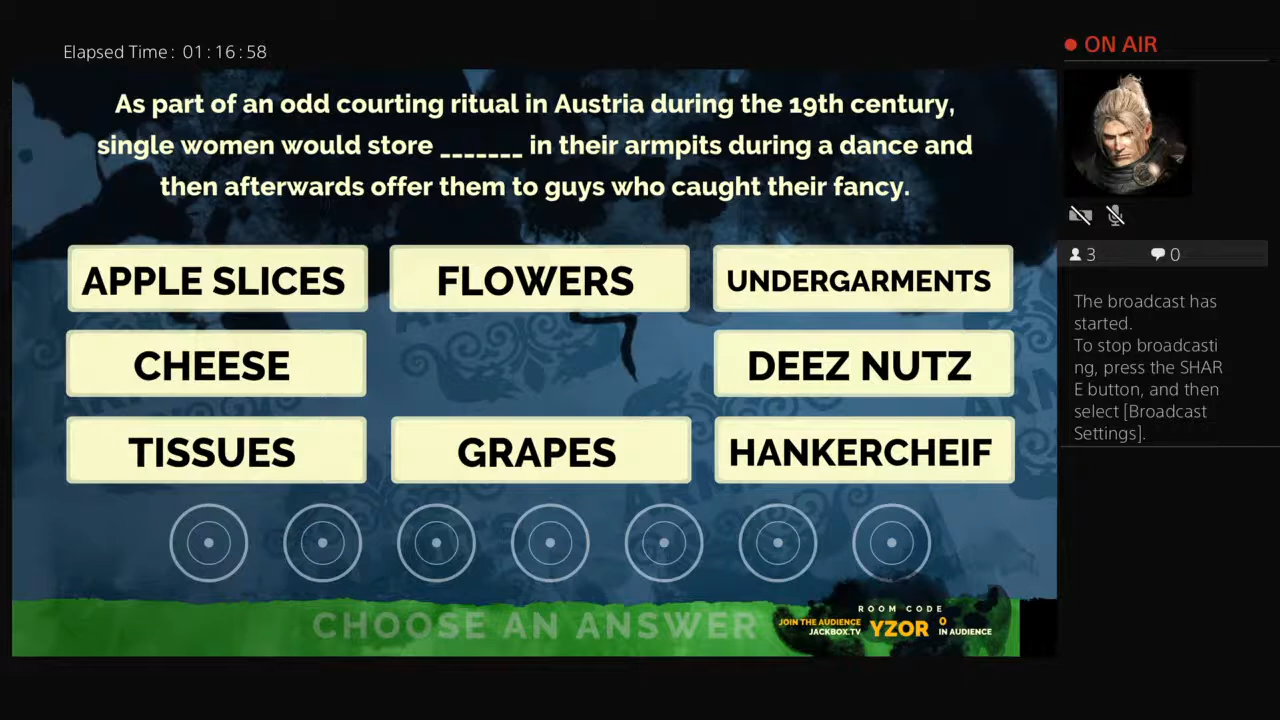 Elapsed Time: 01:16:58
ON AIR
As part of an odd courting ritual in Austria during the 19th century,
single women would store _______ in their armpits during a dance and
then afterwards offer them to guys who caught their fancy.
APPLE SLICES
FLOWERS
UNDERGARMENTS
CHEESE
DEEZ NUTZ
TISSUES
GRAPES
HANKERCHEIF
CHOOSE AN ANSWER
ROOM CODE
JOIN THE AUDIENCE
JACKBOX.TV
YZOR
0
IN AUDIENCE
3
0
The broadcast has
started.
To stop broadcasti
ng, press the SHAR
E button, and then
select [Broadcast
Settings].